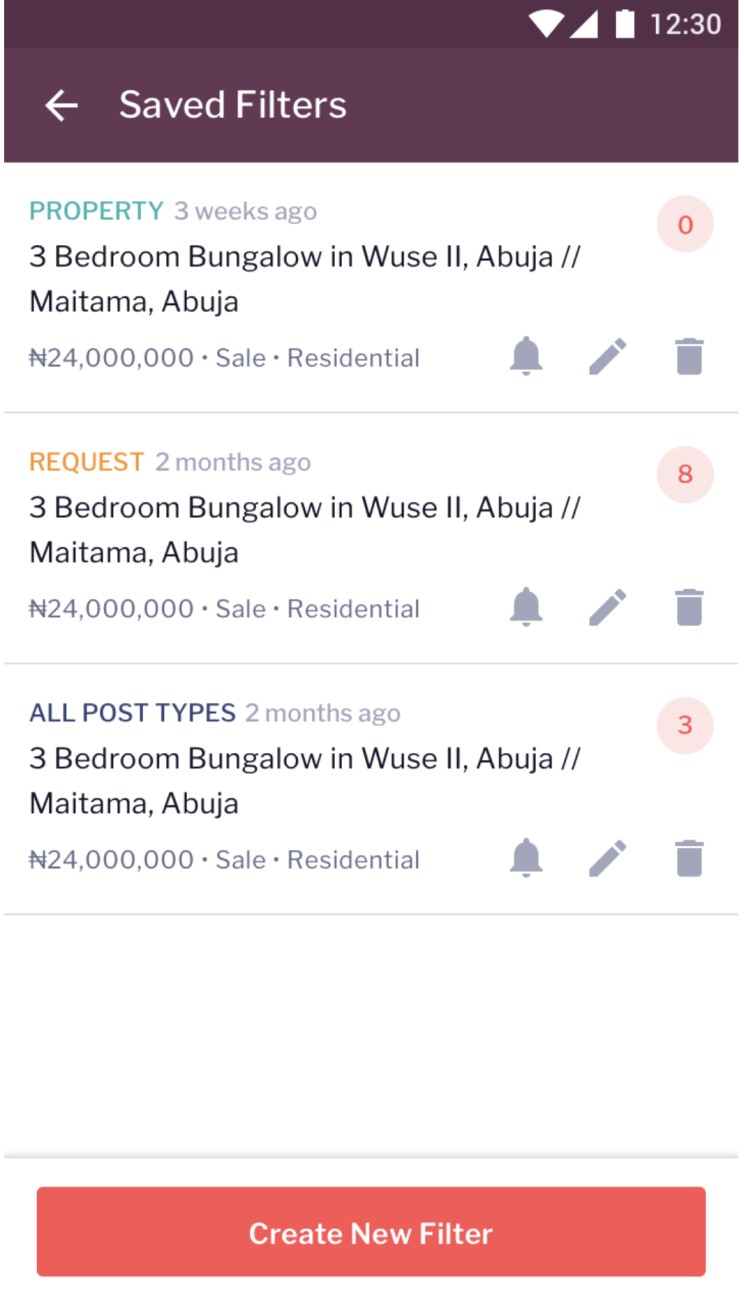 12:30
Saved Filters
PROPERTY 3 weeks ago
0
3 Bedroom Bungalow in Wuse II, Abuja //
Maitama, Abuja
₦24,000,000 • Sale • Residential
REQUEST 2 months ago
8
3 Bedroom Bungalow in Wuse II, Abuja //
Maitama, Abuja
₦24,000,000 • Sale • Residential
ALL POST TYPES 2 months ago
3
3 Bedroom Bungalow in Wuse II, Abuja //
Maitama, Abuja
₦24,000,000 • Sale • Residential
Create New Filter